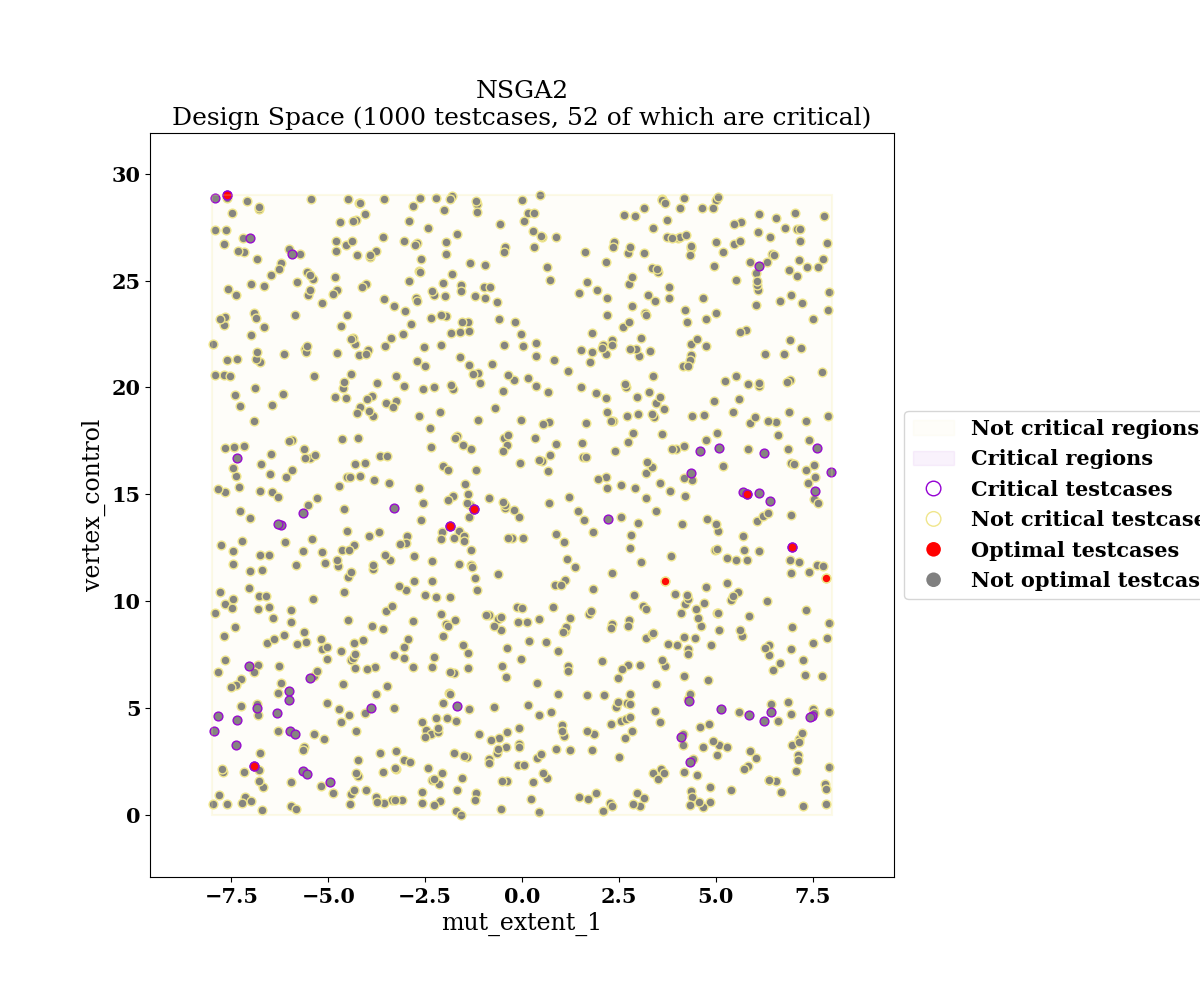 NSGA2
Design Space (1000 testcases, 52 of which are critical)
30
25
20
15
10
5
0
vertex_control
−7.5 −5.0 −2.5 0.0 2.5 5.0 7.5
mut_extent_1
Not critical regions
Critical regions
Critical testcases
Not critical testcase
Optimal testcases
Not optimal testcas